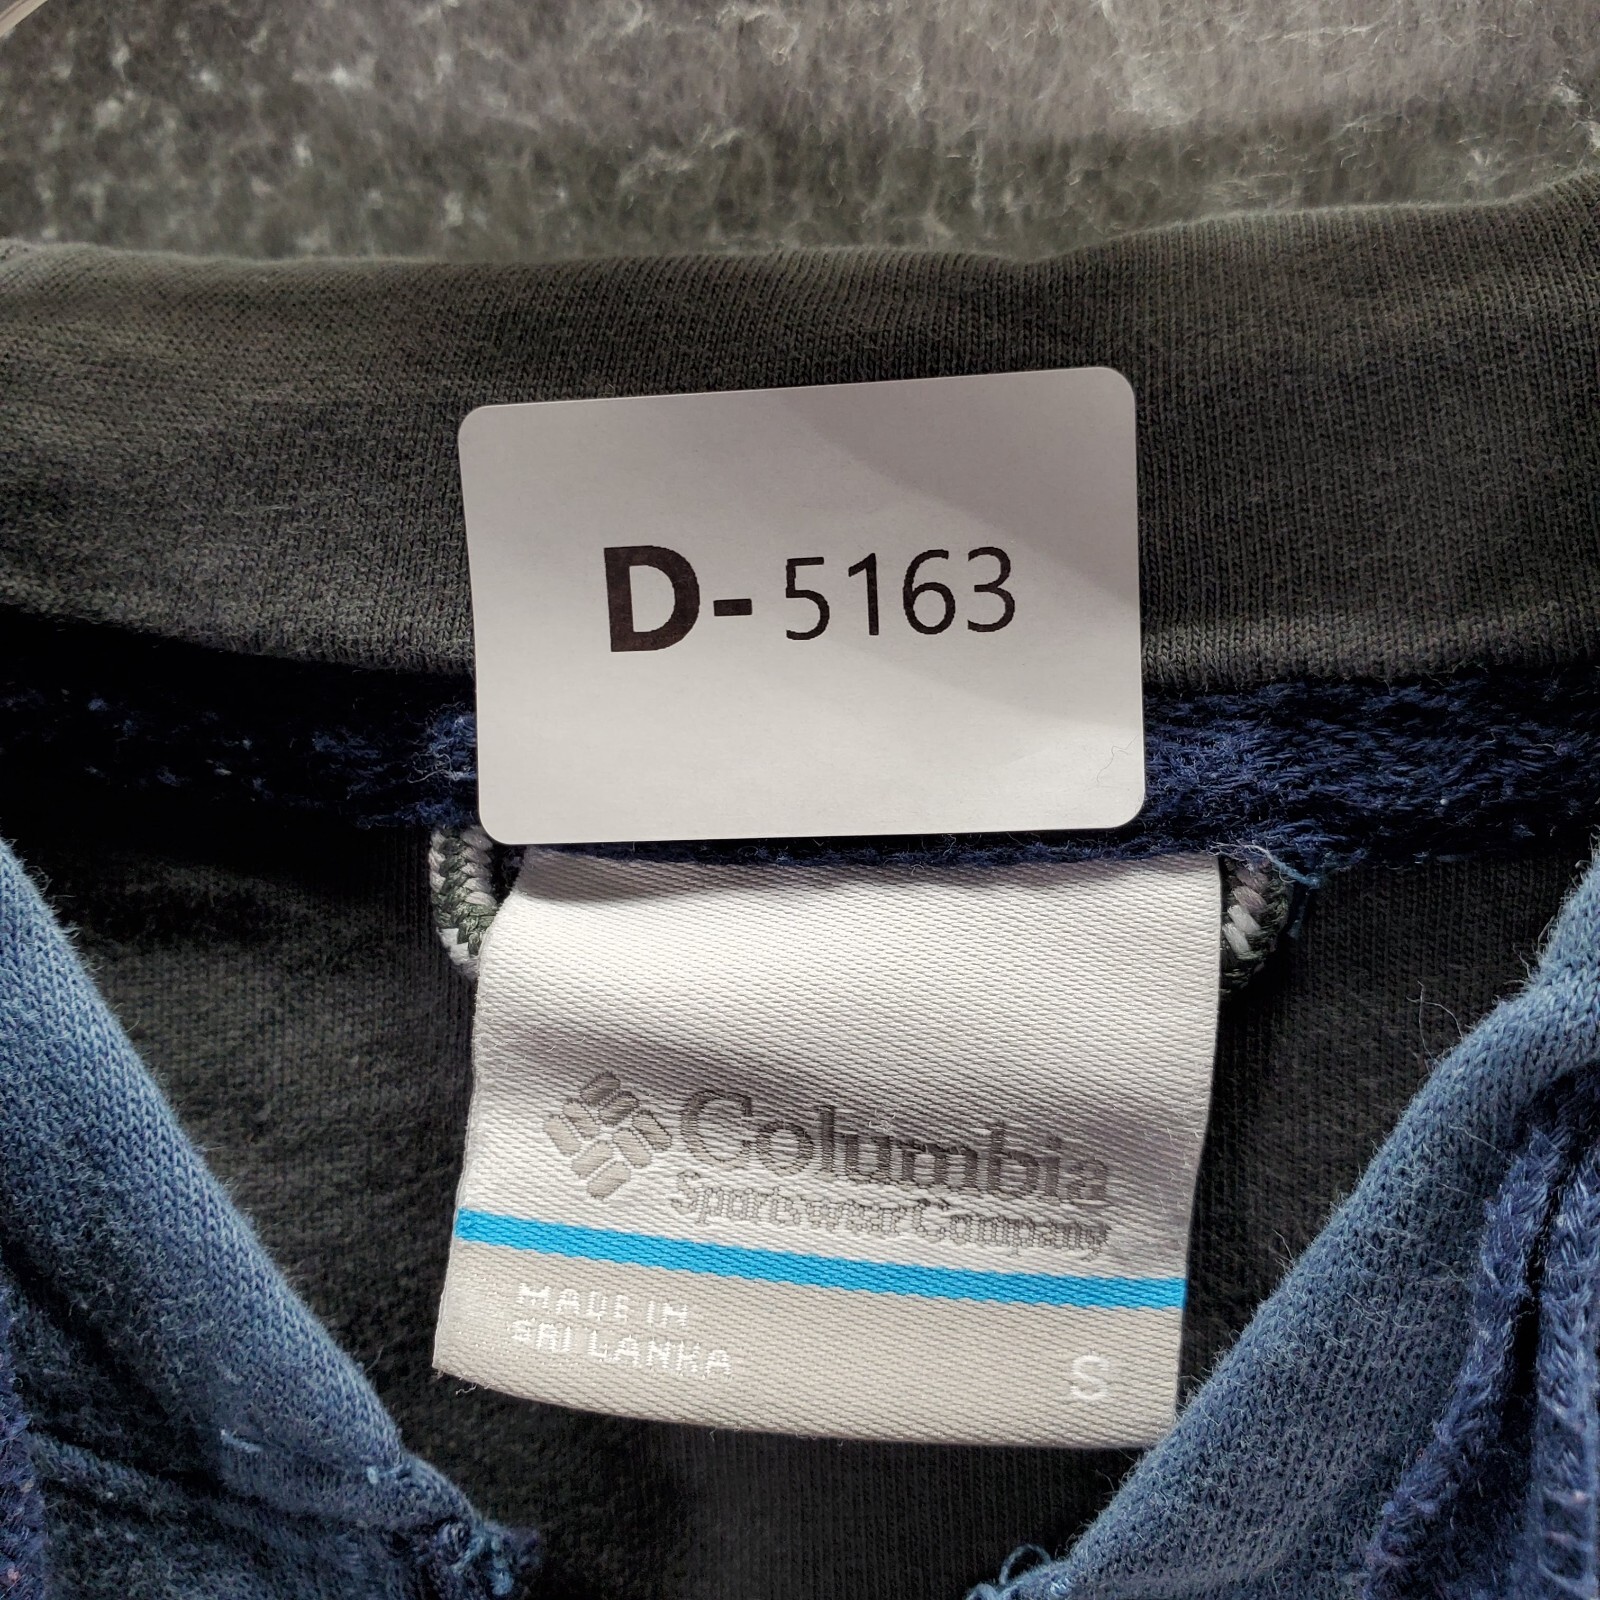 D-5163
Columbia
Sportswear Company
MADE IN
SRI LANKA
S